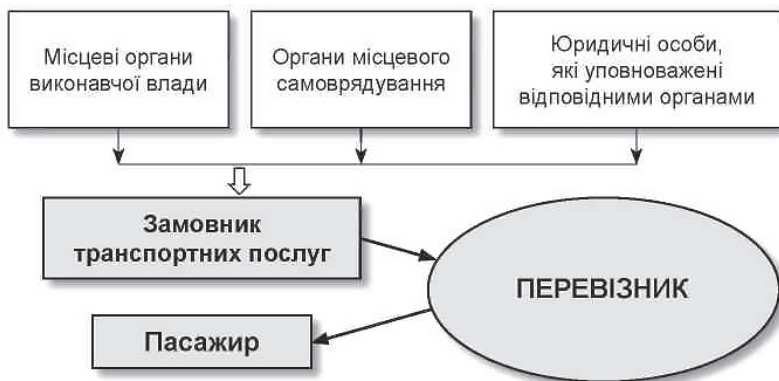 Місцеві органи
виконавчої влади
Органи місцевого
самоврядування
Юридичні особи,
які уповноважені
відповідними органами
Замовник
транспортних послуг
ПЕРЕВІЗНИК
Пасажир